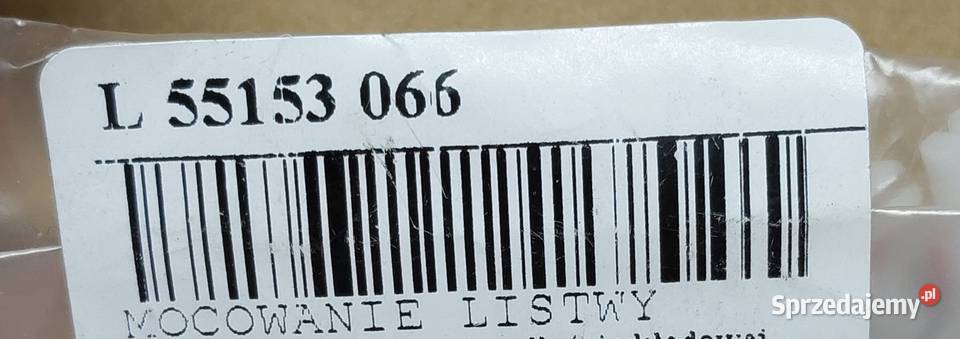 L 55153 066
MOCOWANIE LISTWY
Sprzedajemy.pl